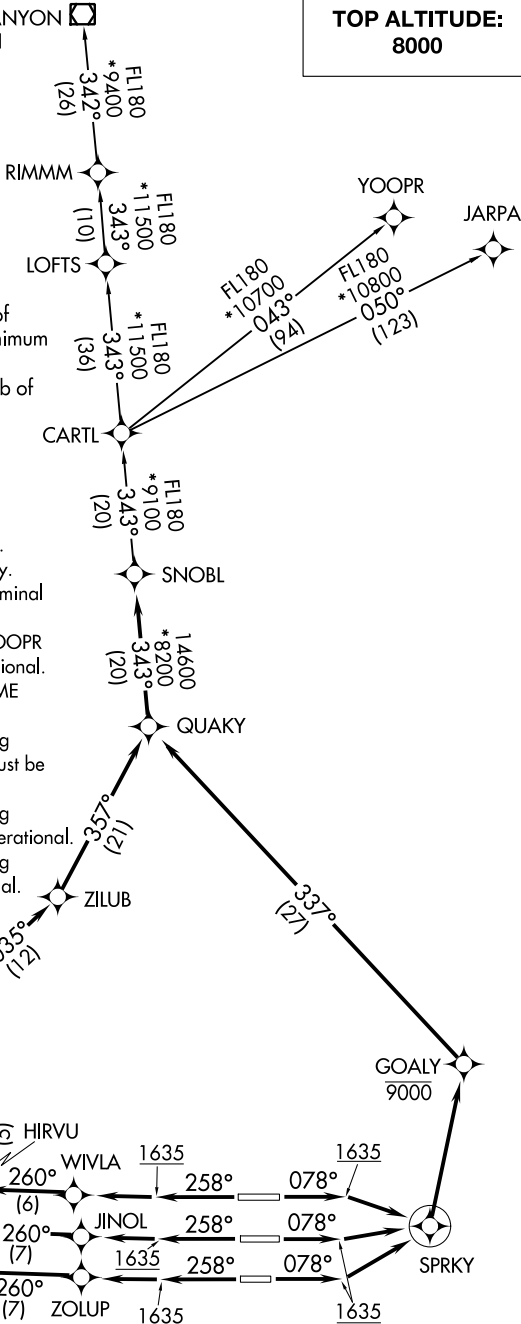 ANYON
TOP ALTITUDE:
8000
FL180
*9400
342°
(26)
RIMMM
FL180
*11500
343°
(10)
LOFTS
YOOPR
JARPA
FL180
*10700
043°
(94)
FL180
*10800
050°
(123)
of
nimum
FL180
*11500
343°
(36)
b of
CARTL
FL180
*9100
343°
(20)
y.
minal
SNOBL
OOPR
ional.
ME
14600
*8200
343°
(20)
QUAKY
g
ust be
g
erational.
g
al.
357°
(21)
ZILUB
035°
(12)
337°
(27)
GOALY
9000
HIRVU
WIVLA
1635
1635
260°
(6)
258°
078°
JINOL
260°
(7)
258°
078°
1635
SPRKY
258°
078°
260°
(7)
ZOLUP
1635
1635